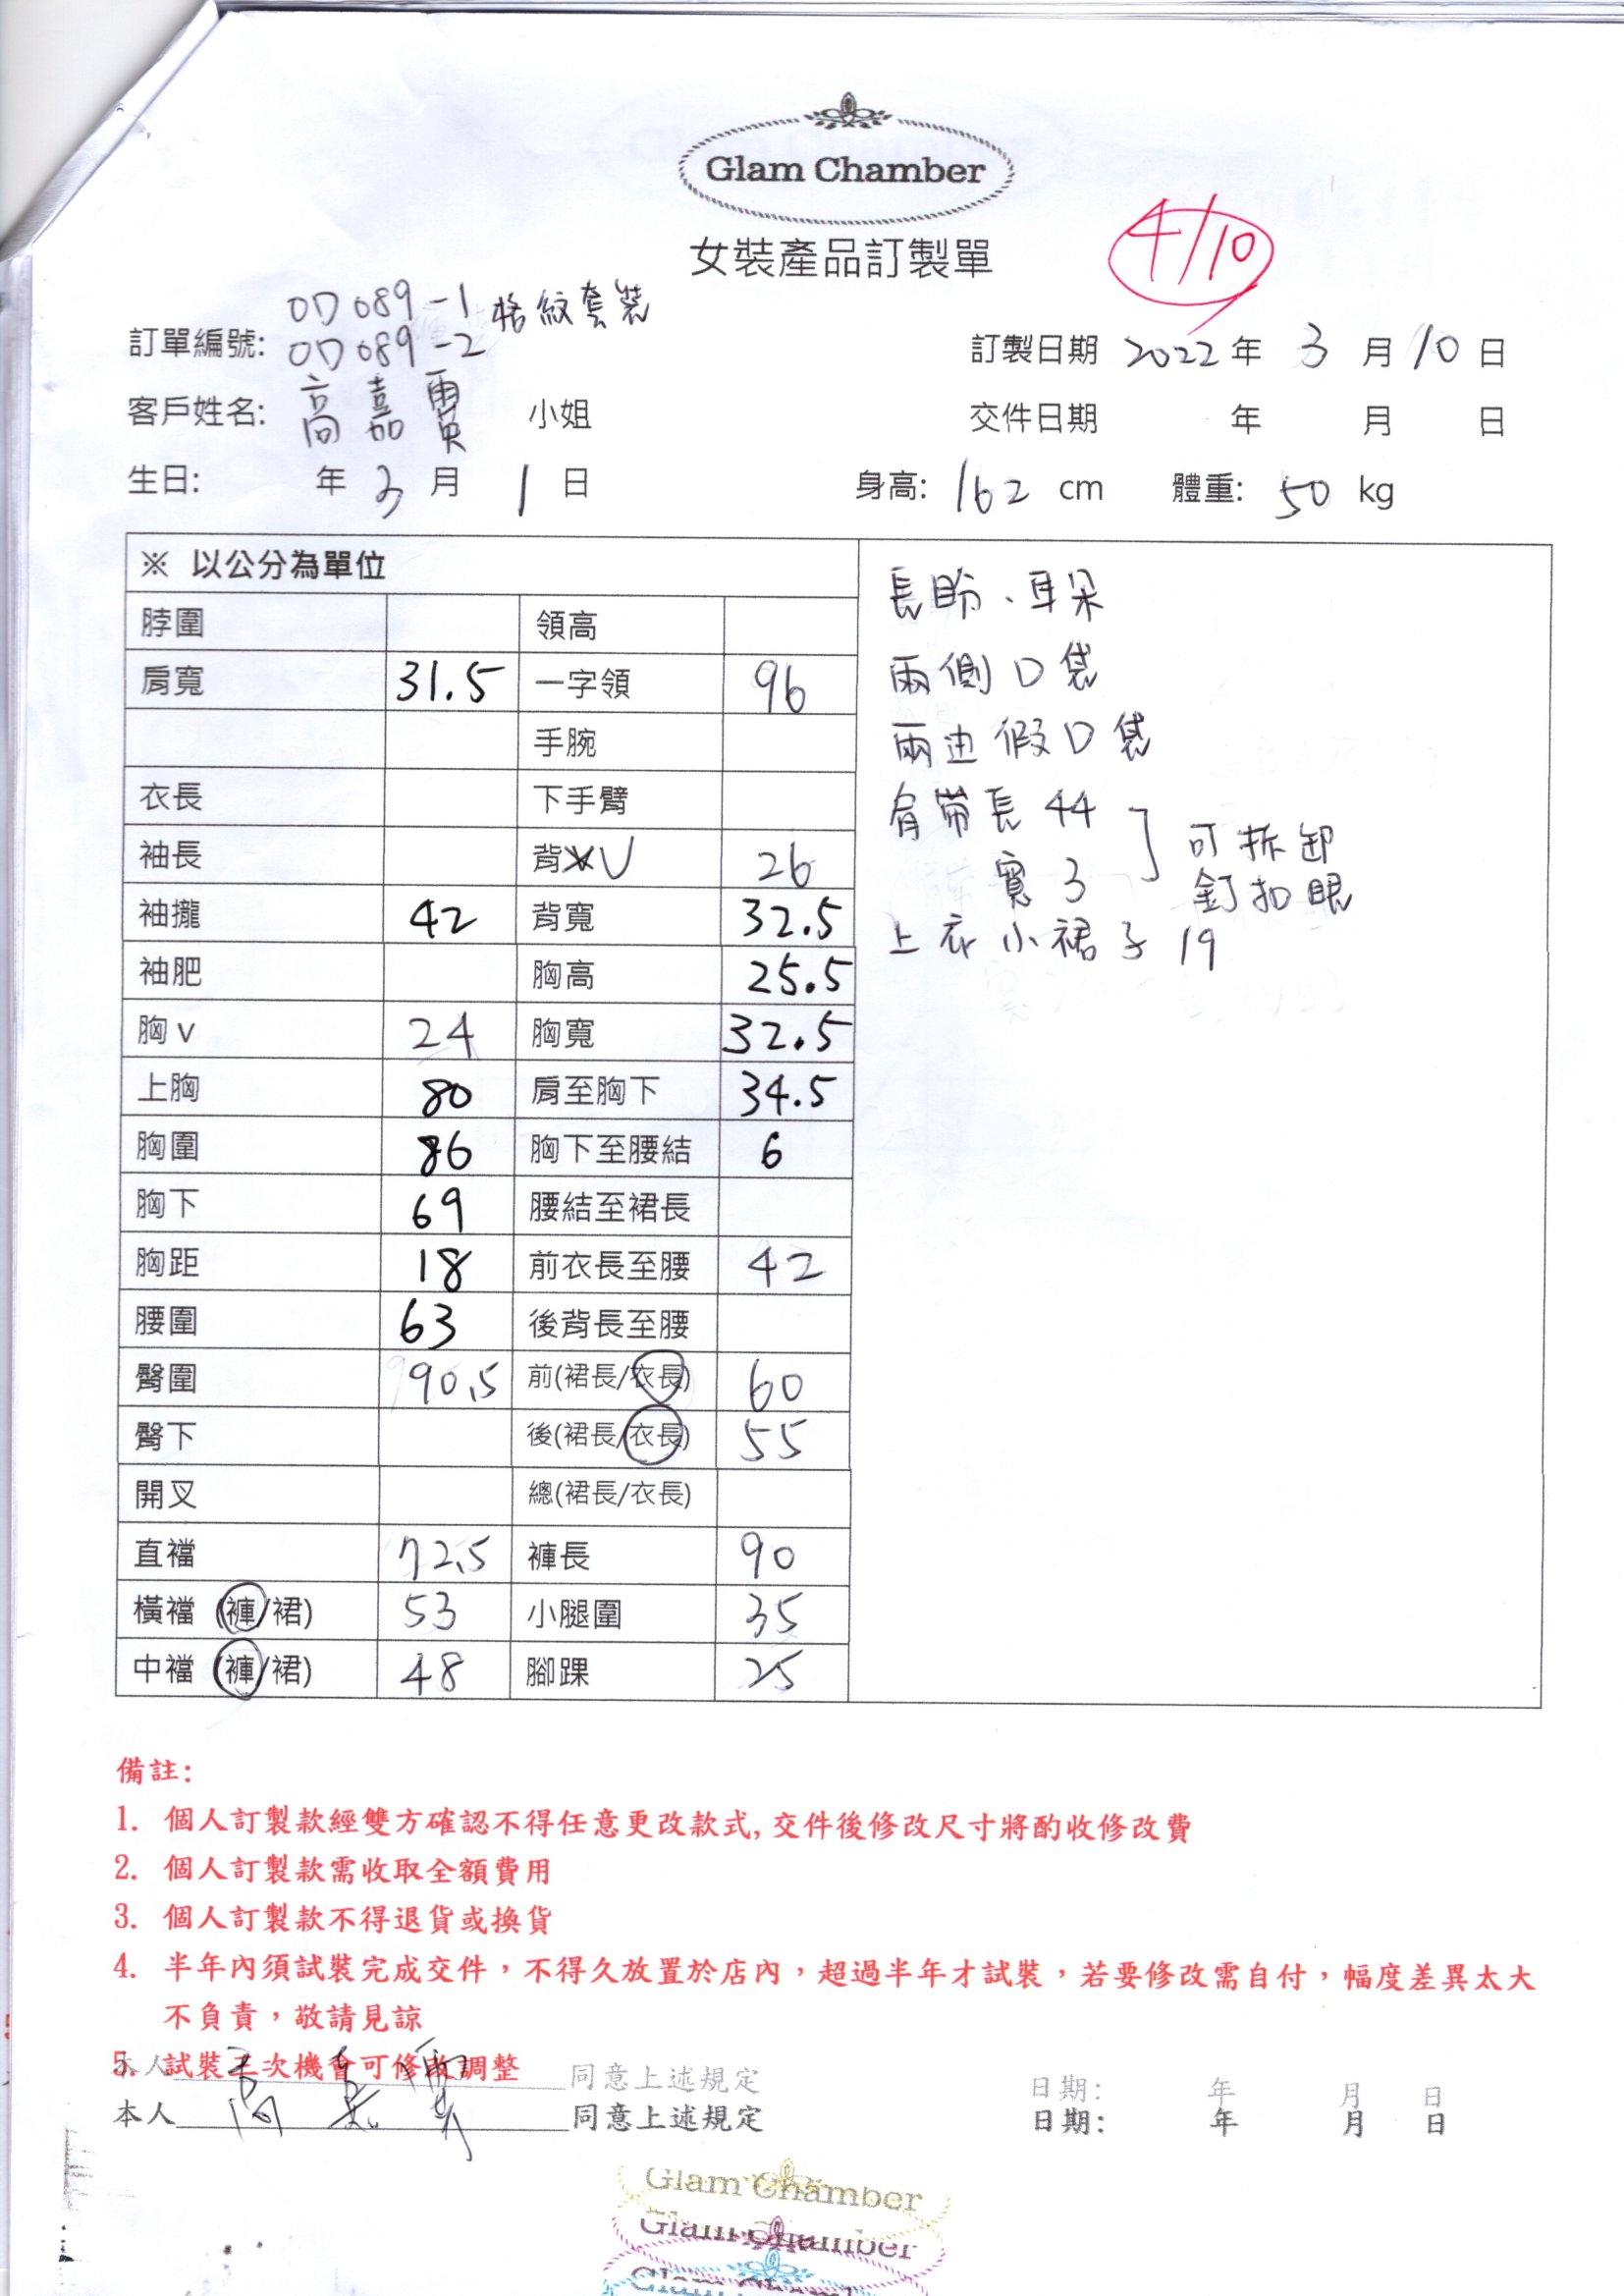 Glam Chamber
女裝產品訂製單
4/10
OD089-1 格紋套裝
訂單編號: OD089-2
訂製日期 2022 年 3 月 10 日
客戶姓名: 高嘉 小姐
交件日期 年 月 日
生日: 年 3 月 1 日
身高: 162 cm 體重: 50 kg
※ 以公分為單位
脖圍 領高
肩寬 31.5 一字領 96
手腕
衣長 下手臂
袖長 背V 26
袖攏 42 背寬 32.5
袖肥 胸高 25.5
胸v 24 胸寬 32.5
上胸 80 肩至胸下 34.5
胸圍 86 胸下至腰結 6
胸下 69 腰結至裙長
胸距 18 前衣長至腰 42
腰圍 63 後背長至腰
臀圍 90.5 前(裙長/衣長) 60
臀下 後(裙長/衣長) 55
開叉 總(裙長/衣長)
直襠 72.5 褲長 90
橫襠 (褲/裙) 53 小腿圍 35
中襠 (褲/裙) 48 腳踝 25
長 、耳朵
兩側口袋
兩边假口袋
肩帶長 44
寬 3
可拆卸
釘扣眼
上衣小裙子 19
備註:
1. 個人訂製款經雙方確認不得任意更改款式,交件後修改尺寸將酌收修改費
2. 個人訂製款需收取全額費用
3. 個人訂製款不得退貨或換貨
4. 半年內須試裝完成交件,不得久放置於店內,超過半年才試裝,若要修改需自付,幅度差異太大
不負責,敬請見諒
5. 試裝三次機會可修改調整
本人 同意上述規定 日期: 年 月 日
本人 高嘉 同意上述規定 日期: 年 月 日
Glam Chamber
Glam Chamber
Glam Chamb